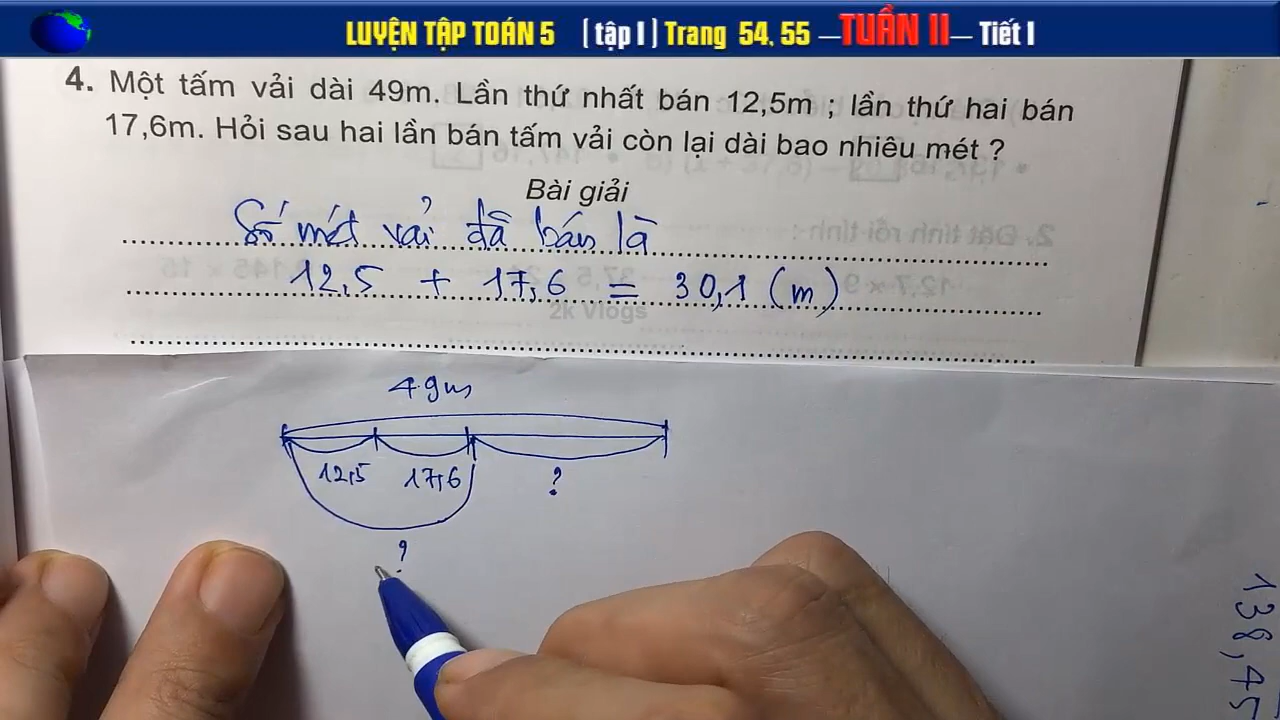 LUYỆN TẬP TOÁN 5 [ tập I ] Trang 54, 55 —TUẦN II— Tiết I
4. Một tấm vải dài 49m. Lần thứ nhất bán 12,5m ; lần thứ hai bán
17,6m. Hỏi sau hai lần bán tấm vải còn lại dài bao nhiêu mét ?
Bài giải
Số mét vải đã bán là
12,5 + 17,6 = 30,1 (m)
2k Vlogs
49m
12,5 17,6 ?
?
138,45